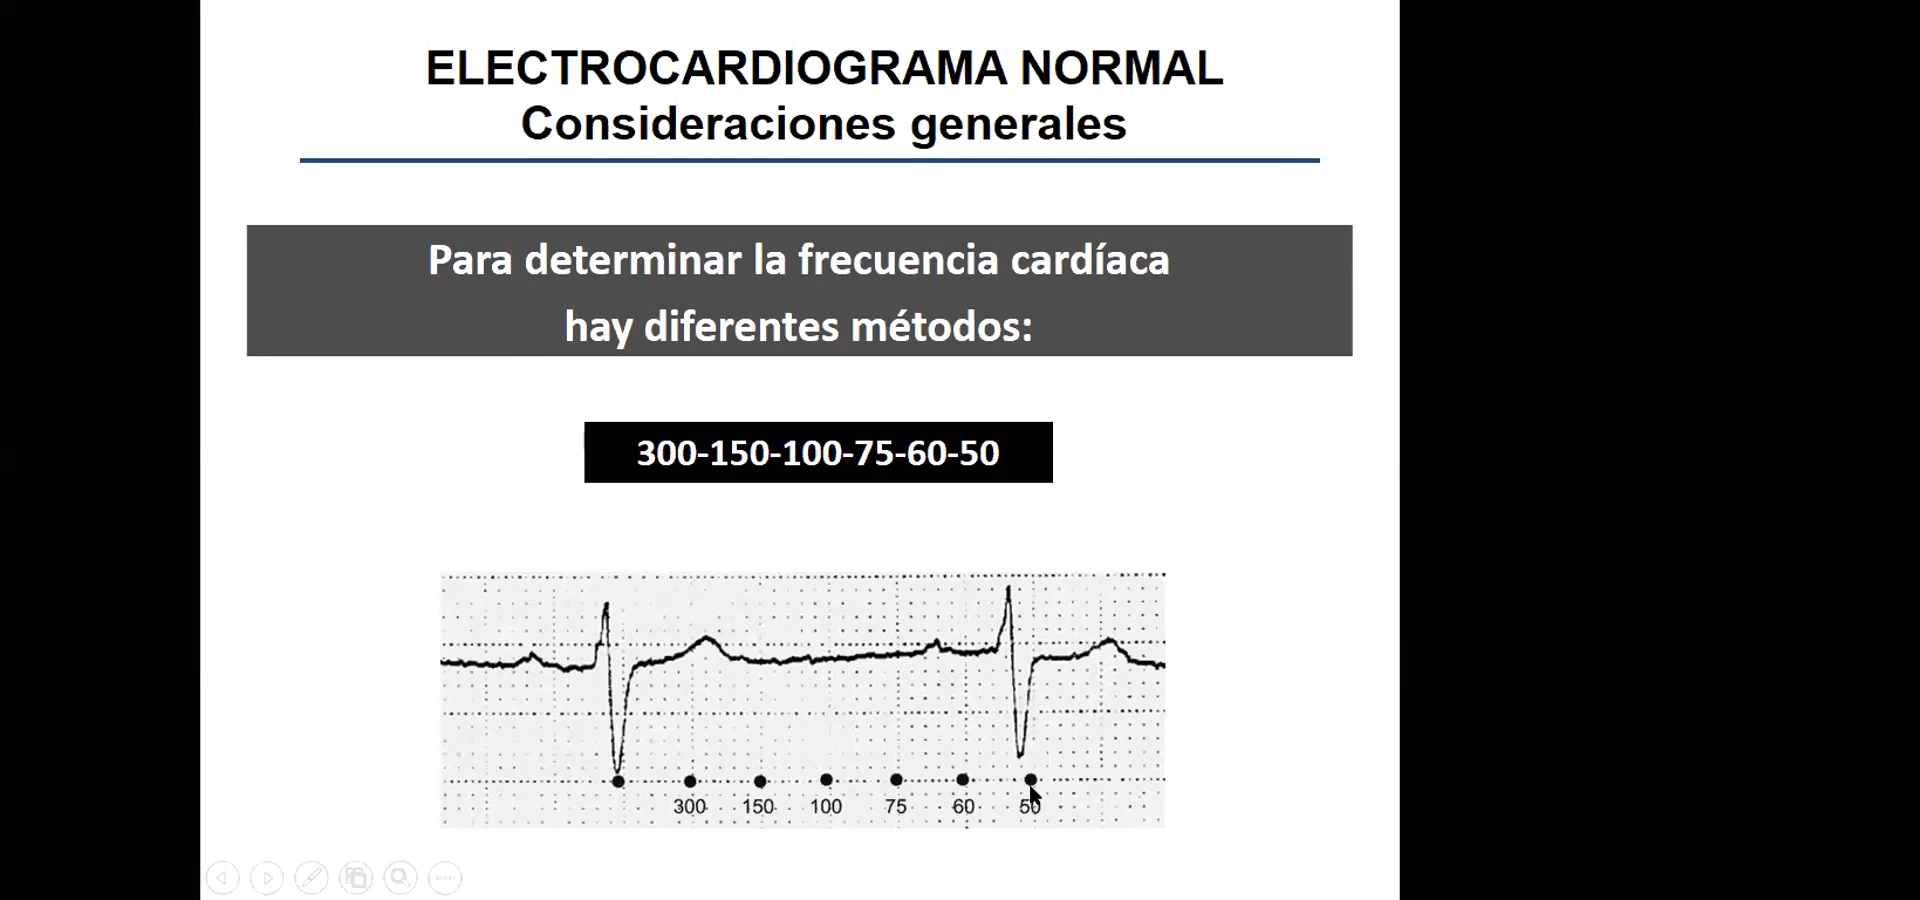 ELECTROCARDIOGRAMA NORMAL
Consideraciones generales
Para determinar la frecuencia cardíaca
hay diferentes métodos:
300-150-100-75-60-50
300 150 100 75 60 50